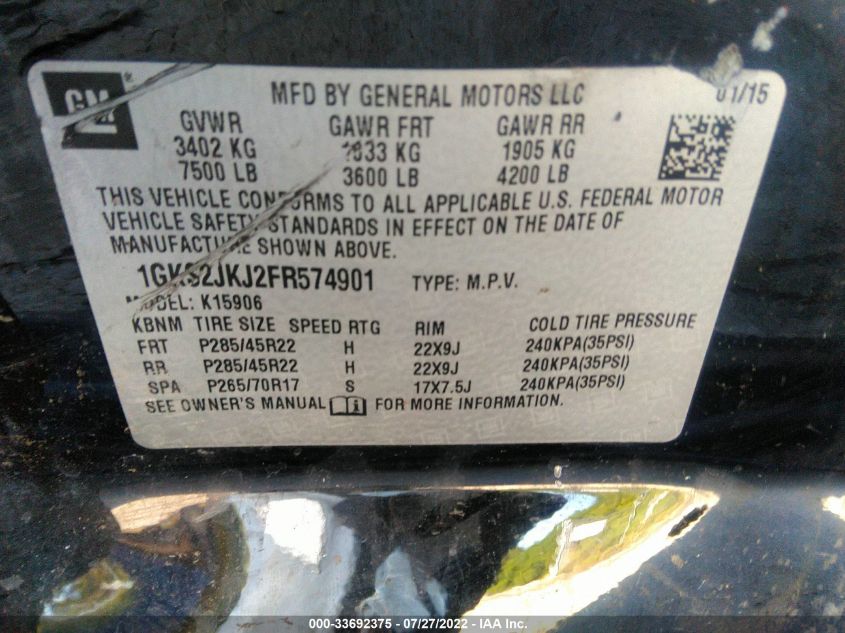 GM ®
MFD BY GENERAL MOTORS LLC 01/15
GVWR GAWR FRT GAWR RR
3402 KG 1633 KG 1905 KG
7500 LB 3600 LB 4200 LB
THIS VEHICLE CONFORMS TO ALL APPLICABLE U.S. FEDERAL MOTOR
VEHICLE SAFETY STANDARDS IN EFFECT ON THE DATE OF
MANUFACTURE SHOWN ABOVE.
1GKS2JKJ2FR574901 TYPE: M.P.V.
MODEL: K15906
KBNM TIRE SIZE SPEED RTG RIM COLD TIRE PRESSURE
FRT P285/45R22 H 22X9J 240KPA(35PSI)
RR P285/45R22 H 22X9J 240KPA(35PSI)
SPA P265/70R17 S 17X7.5J 240KPA(35PSI)
SEE OWNER'S MANUAL FOR MORE INFORMATION.
000-33692375 / 07/27/2022 - IAA Inc.